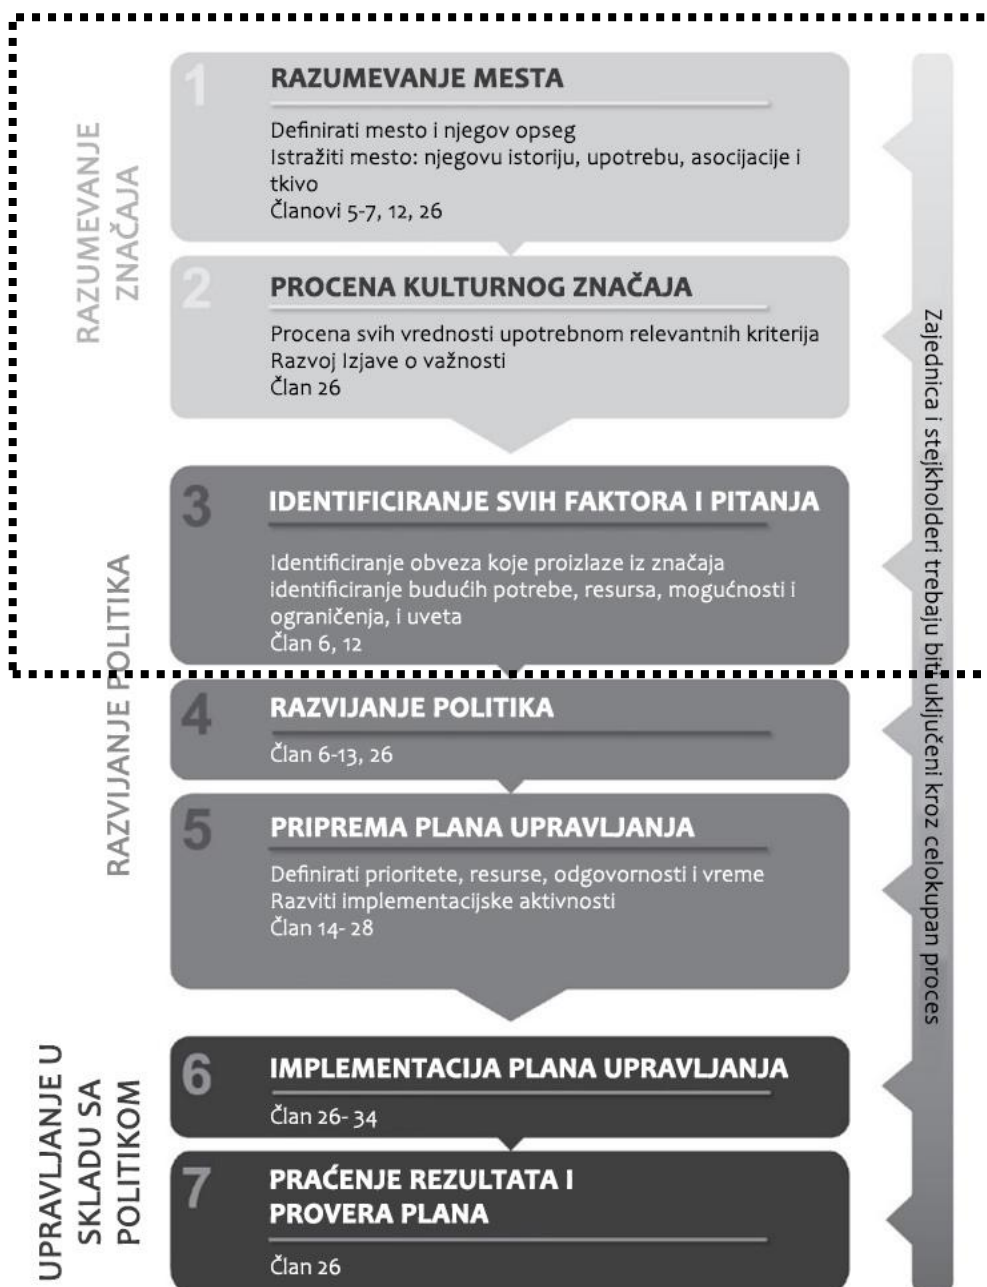 RAZUMEVANJE
ZNAČAJA
1
RAZUMEVANJE MESTA
Definirati mesto i njegov opseg
Istražiti mesto: njegovu istoriju, upotrebu, asocijacije i
tkivo
Članovi 5-7, 12, 26
2
PROCENA KULTURNOG ZNAČAJA
Procena svih vrednosti upotrebnom relevantnih kriterija
Razvoj Izjave o važnosti
Član 26
RAZVIJANJE POLITIKA
3
IDENTIFICIRANJE SVIH FAKTORA I PITANJA
Identificiranje obveza koje proizlaze iz značaja
identificiranje budućih potrebe, resursa, mogućnosti i
ograničenja, i uveta
Član 6, 12
4
RAZVIJANJE POLITIKA
Član 6-13, 26
5
PRIPREMA PLANA UPRAVLJANJA
Definirati prioritete, resurse, odgovornosti i vreme
Razviti implementacijske aktivnosti
Član 14- 28
UPRAVLJANJE U
SKLADU SA
POLITIKOM
6
IMPLEMENTACIJA PLANA UPRAVLJANJA
Član 26- 34
7
PRAĆENJE REZULTATA I
PROVERA PLANA
Član 26
Zajednica i stejkholderi trebaju biti uključeni kroz celokupan proces